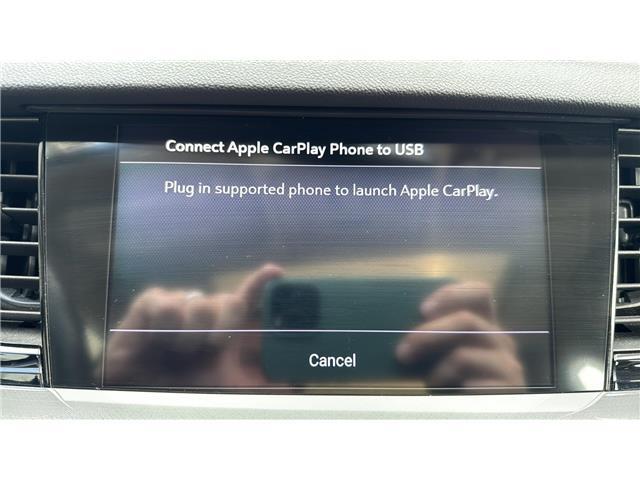 Connect Apple CarPlay Phone to USB
Plug in supported phone to launch Apple CarPlay.
Cancel